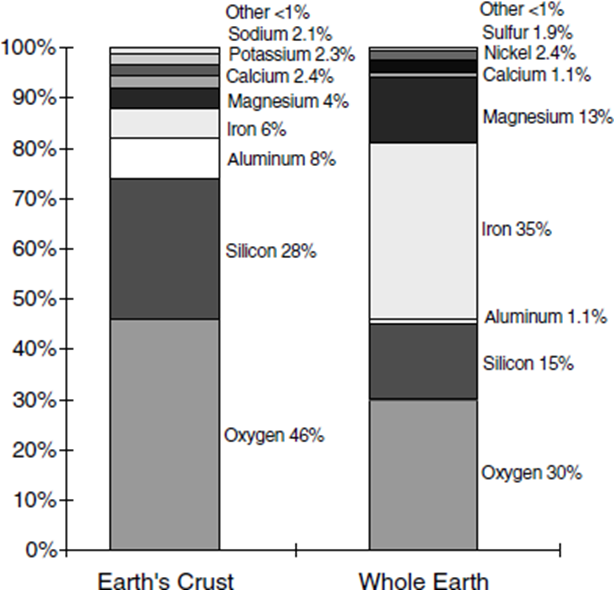 Other <1%
Sodium 2.1%
Potassium 2.3%
Calcium 2.4%
Magnesium 4%
Iron 6%
Aluminum 8%
Silicon 28%
Oxygen 46%
Other <1%
Sulfur 1.9%
Nickel 2.4%
Calcium 1.1%
Magnesium 13%
Iron 35%
Aluminum 1.1%
Silicon 15%
Oxygen 30%
100%
90%
80%
70%
60%
50%
40%
30%
20%
10%
0%
Earth's Crust
Whole Earth